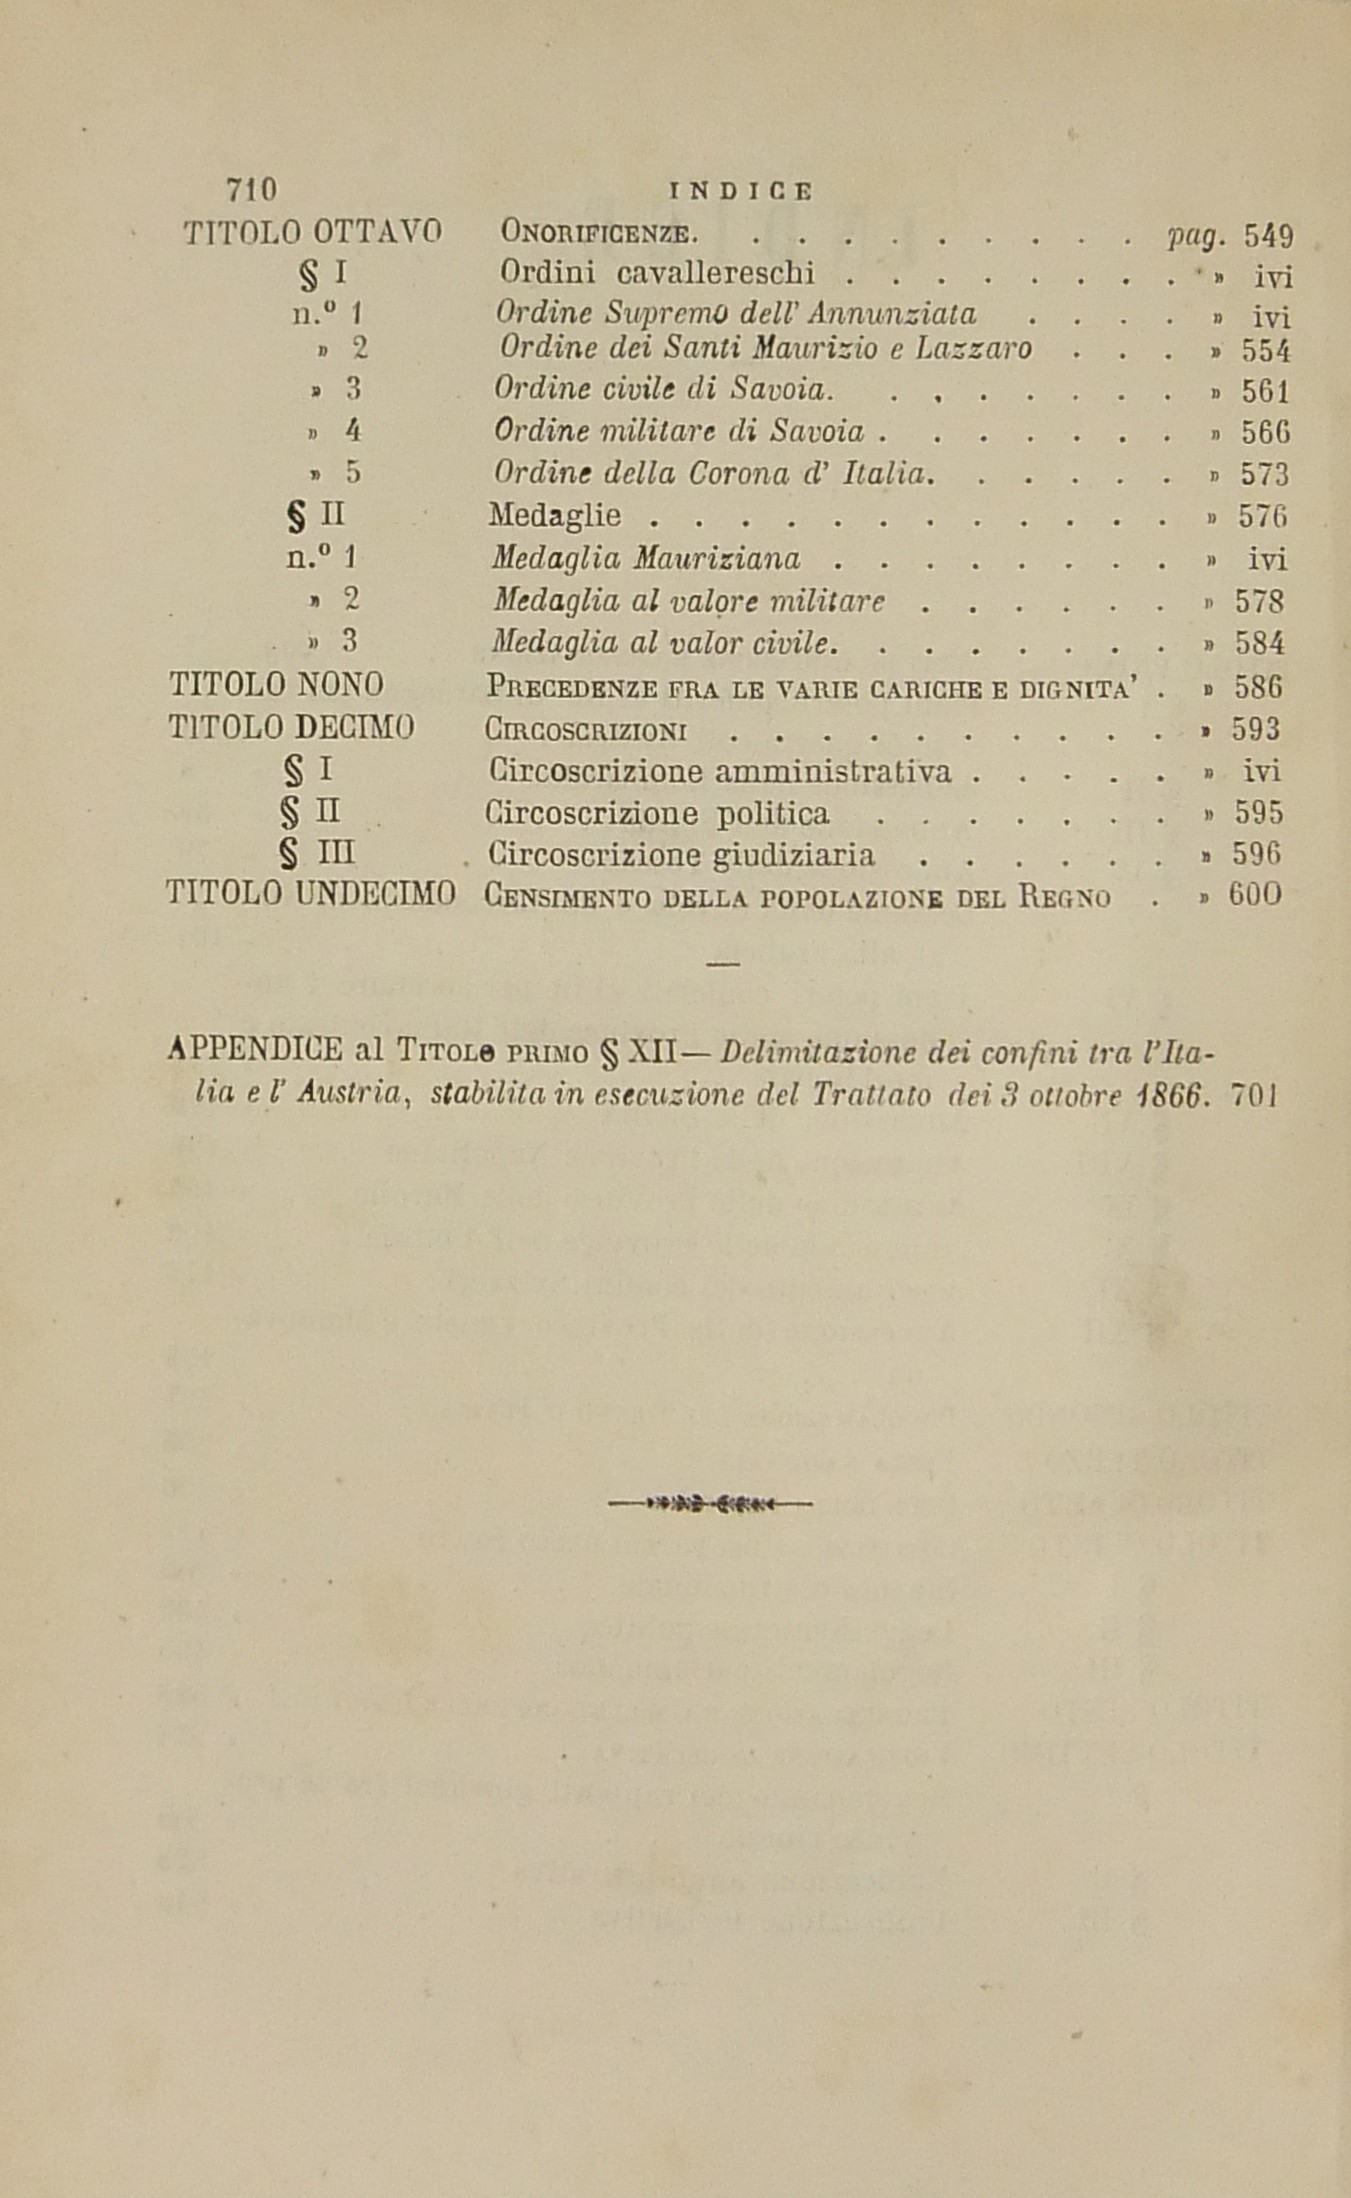 710 INDICE
TITOLO OTTAVO ONORIFICENZE. . . . . . . . . . pag. 549
§ I Ordini cavallereschi . . . . . . . . » ivi
n.º 1 Ordine Supremo dell' Annunziata . . . . » ivi
» 2 Ordine dei Santi Maurizio e Lazzaro . . . » 554
» 3 Ordine civile di Savoia. . . . . . . . » 561
» 4 Ordine militare di Savoia . . . . . . . » 566
» 5 Ordine della Corona d' Italia. . . . . . » 573
§ II Medaglie . . . . . . . . . . . . » 576
n.º 1 Medaglia Mauriziana . . . . . . . . » ivi
» 2 Medaglia al valore militare . . . . . . » 578
» 3 Medaglia al valor civile. . . . . . . . » 584
TITOLO NONO PRECEDENZE FRA LE VARIE CARICHE E DIGNITA' . » 586
TITOLO DECIMO CIRCOSCRIZIONI . . . . . . . . . . » 593
§ I Circoscrizione amministrativa . . . . . » ivi
§ II Circoscrizione politica . . . . . . . » 595
§ III Circoscrizione giudiziaria . . . . . . » 596
TITOLO UNDECIMO CENSIMENTO DELLA POPOLAZIONE DEL REGNO . » 600
APPENDICE al TITOLO PRIMO § XII— Delimitazione dei confini tra l'Ita-
lia e l' Austria, stabilita in esecuzione del Trattato dei 3 ottobre 1866. 701